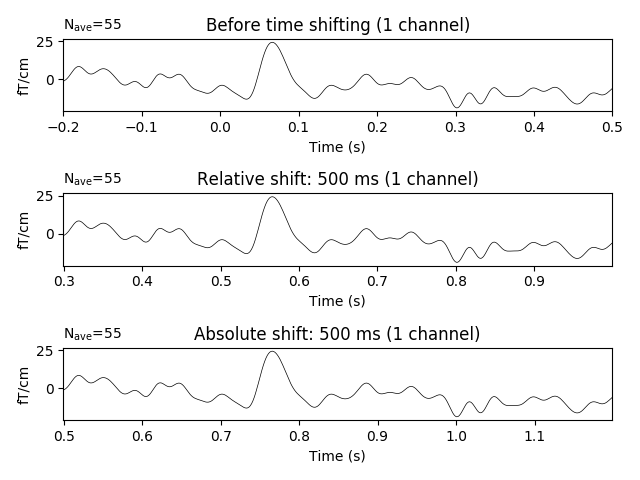 N_ave=55 Before time shifting (1 channel)
25
0
fT/cm
−0.2 −0.1 0.0 0.1 0.2 0.3 0.4 0.5
Time (s)
N_ave=55 Relative shift: 500 ms (1 channel)
25
0
fT/cm
0.3 0.4 0.5 0.6 0.7 0.8 0.9
Time (s)
N_ave=55 Absolute shift: 500 ms (1 channel)
25
0
fT/cm
0.5 0.6 0.7 0.8 0.9 1.0 1.1
Time (s)